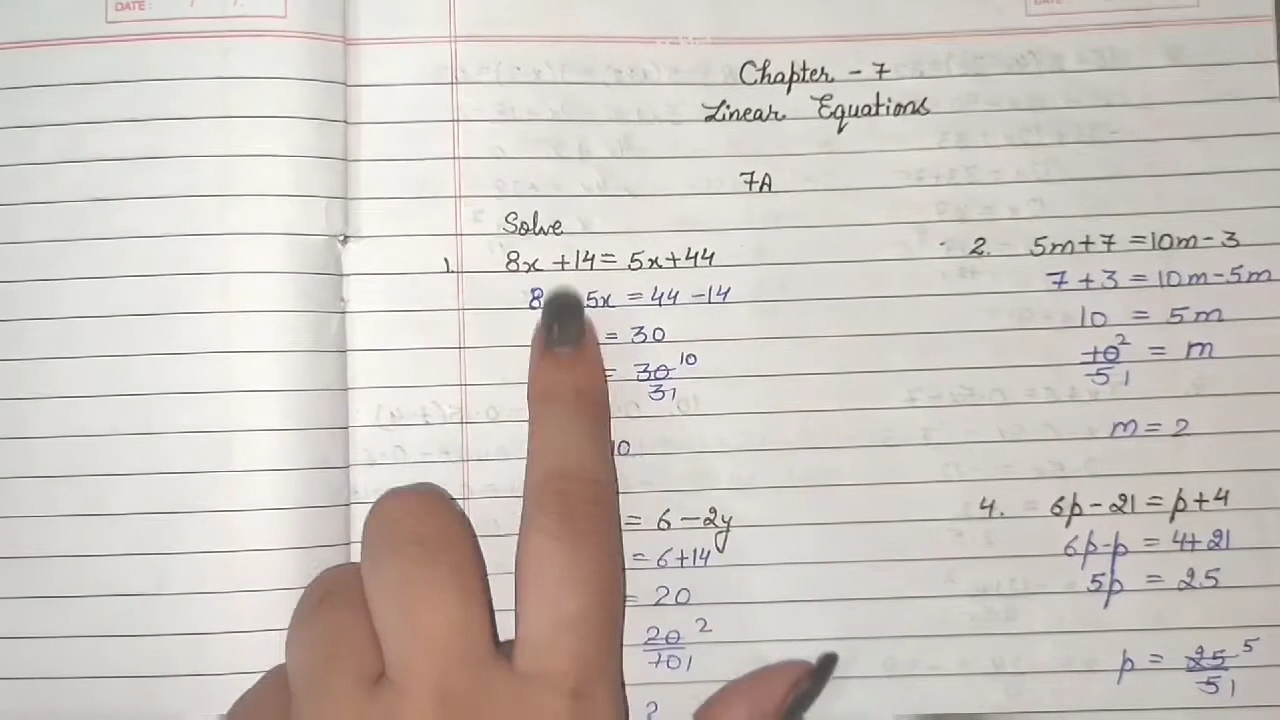 DATE: / /.
Chapter - 7
Linear Equations
7A
Solve
1. 8x + 14 = 5x + 44
8 5x = 44 - 14
= 30
= 30 10
3 1
10
= 6 - 2y
= 6 + 14
= 20
20 2
10 1
2
2. 5m + 7 = 10m - 3
7 + 3 = 10m - 5m
10 = 5m
10 2 = m
5 1
m = 2
4. 6p - 21 = p + 4
6p - p = 4 + 21
5p = 25
p = 25 5
5 1